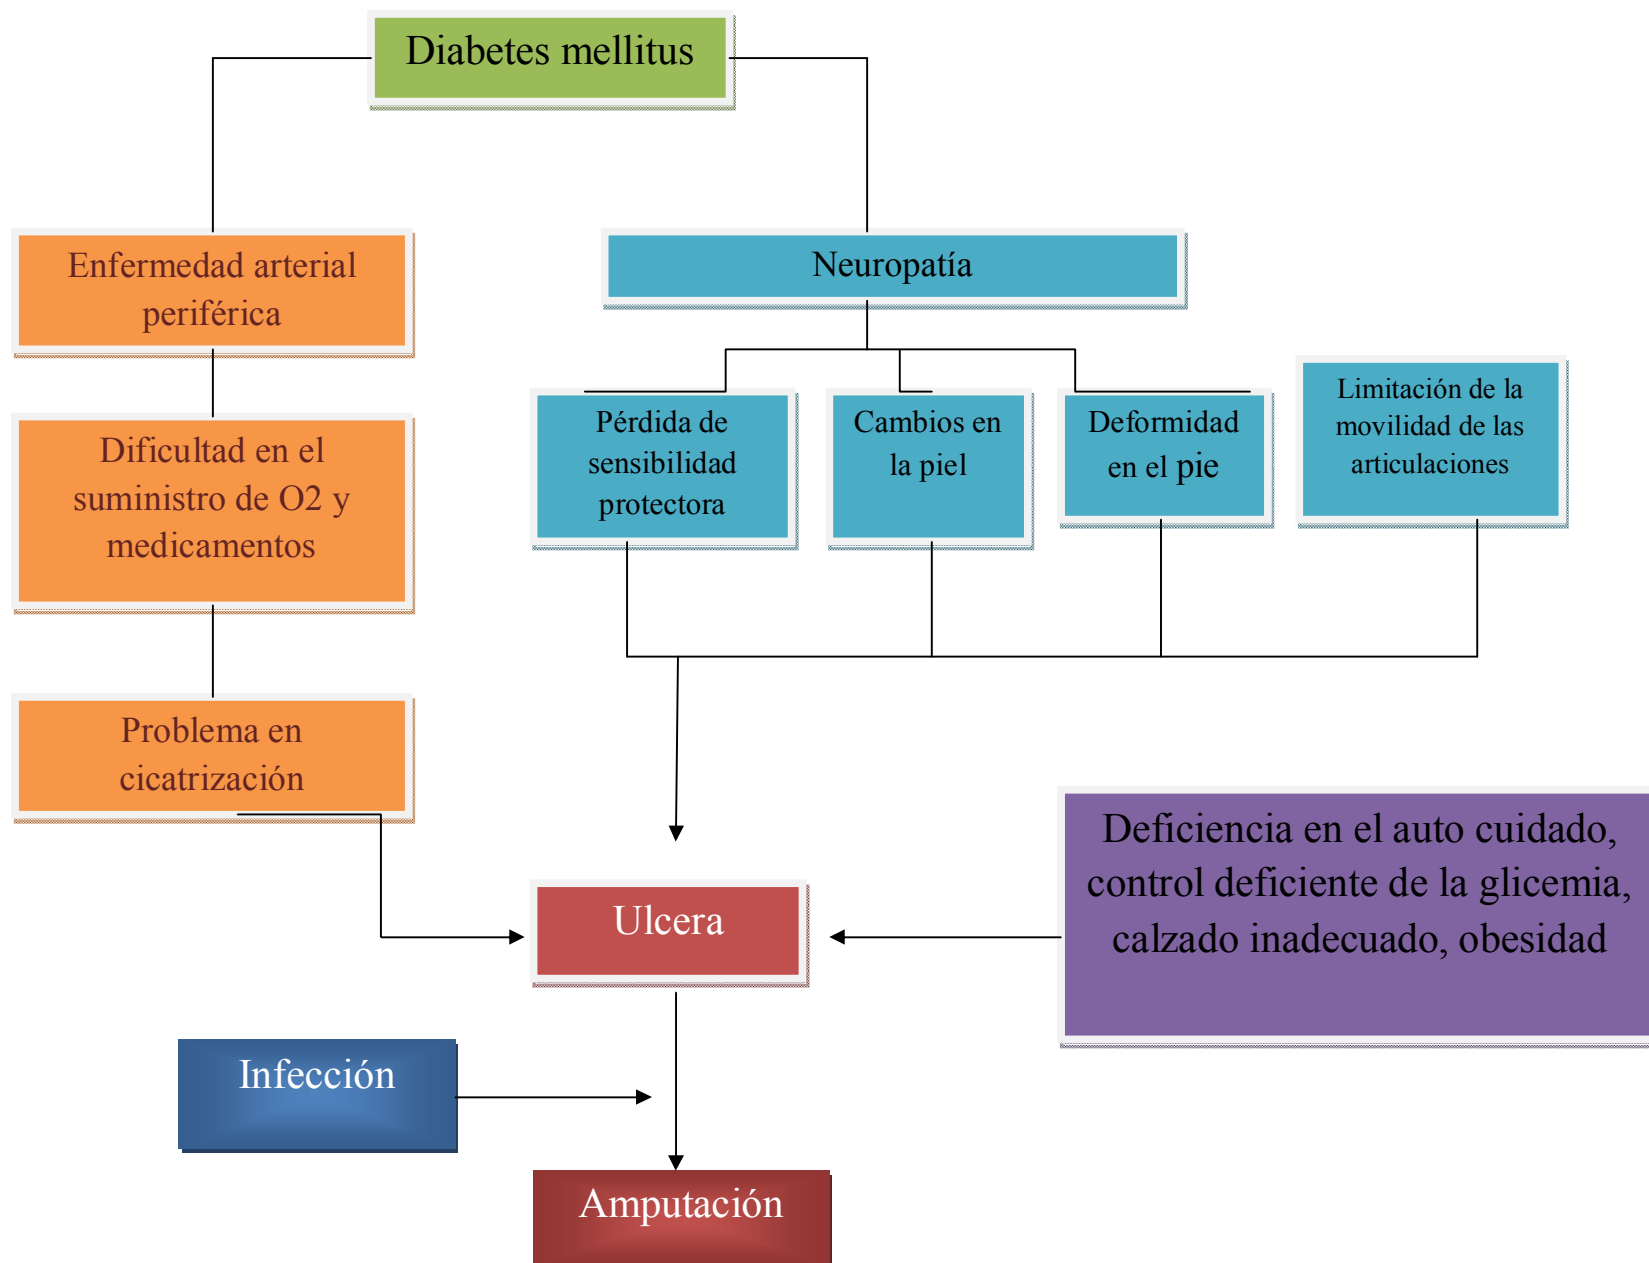 Diabetes mellitus
Enfermedad arterial
periférica
Neuropatía
Pérdida de
sensibilidad
protectora
Cambios en
la piel
Deformidad
en el pie
Limitación de la
movilidad de las
articulaciones
Dificultad en el
suministro de O2 y
medicamentos
Problema en
cicatrización
Deficiencia en el auto cuidado,
control deficiente de la glicemia,
calzado inadecuado, obesidad
Ulcera
Infección
Amputación